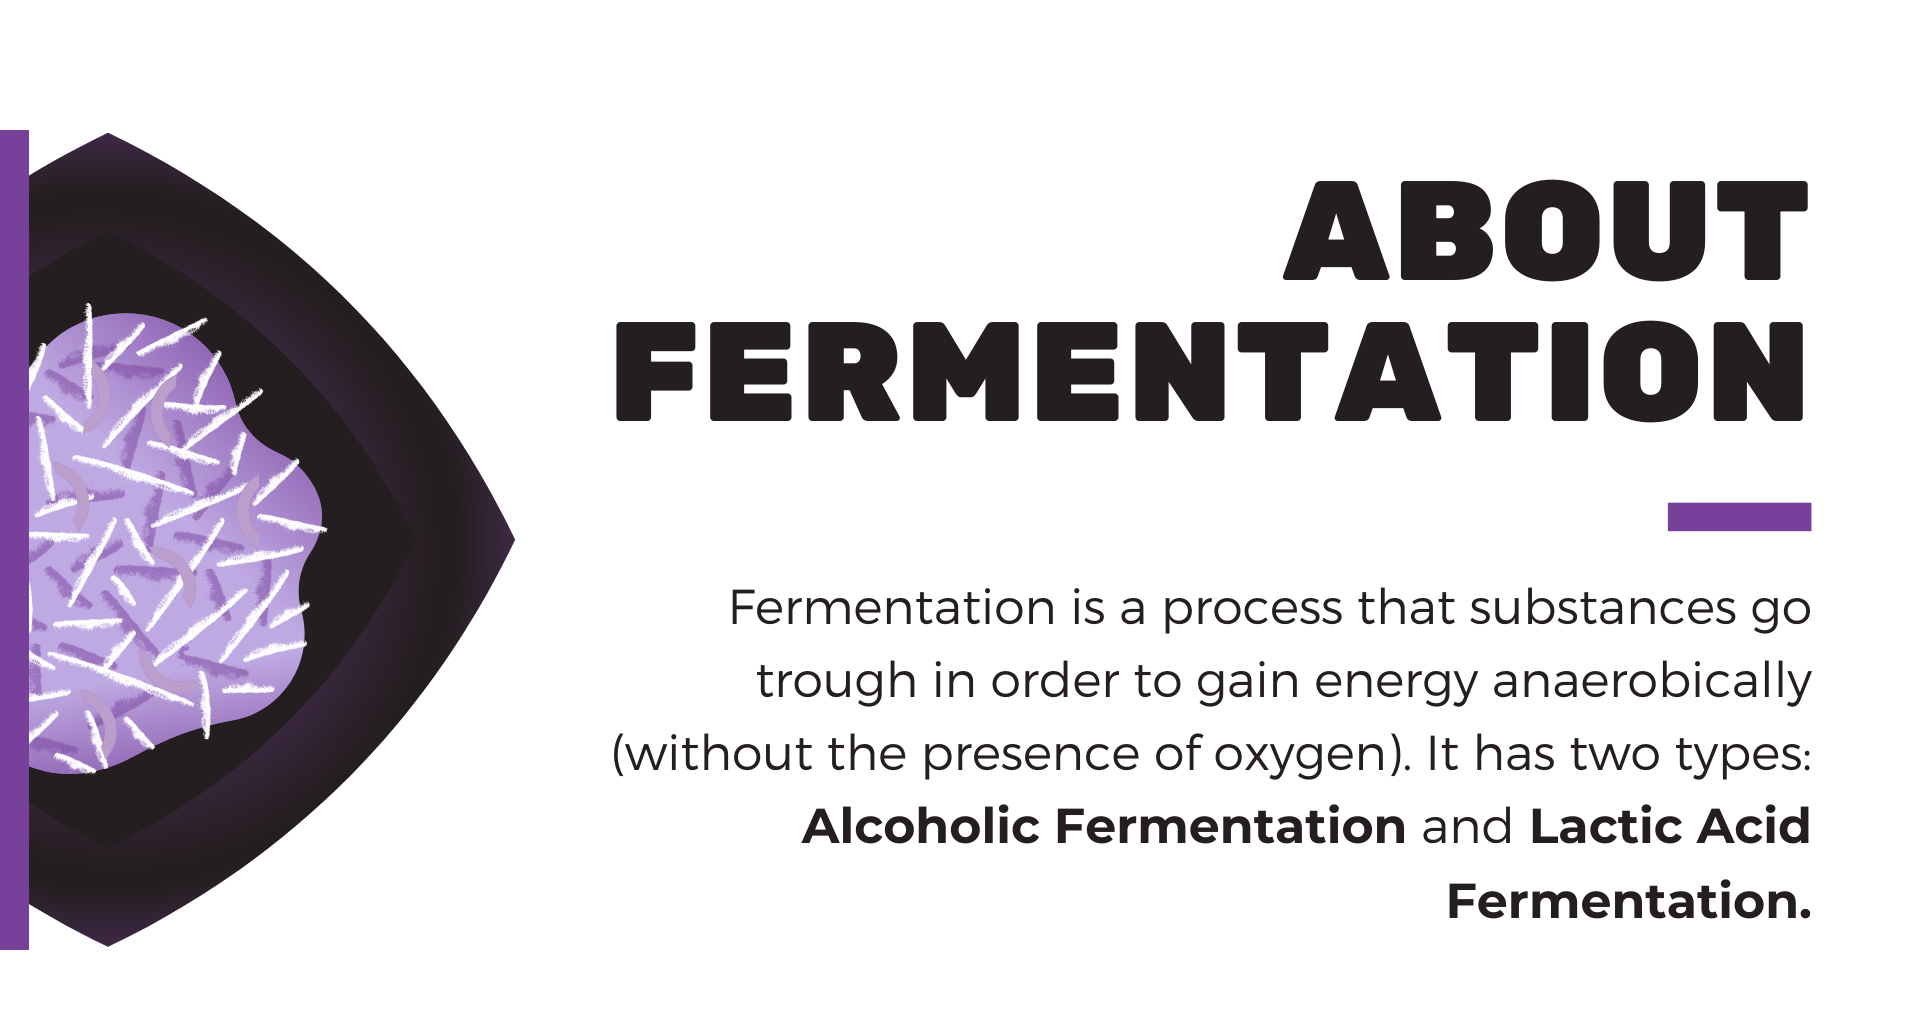 ABOUT
FERMENTATION
Fermentation is a process that substances go
trough in order to gain energy anaerobically
(without the presence of oxygen). It has two types:
Alcoholic Fermentation and Lactic Acid
Fermentation.